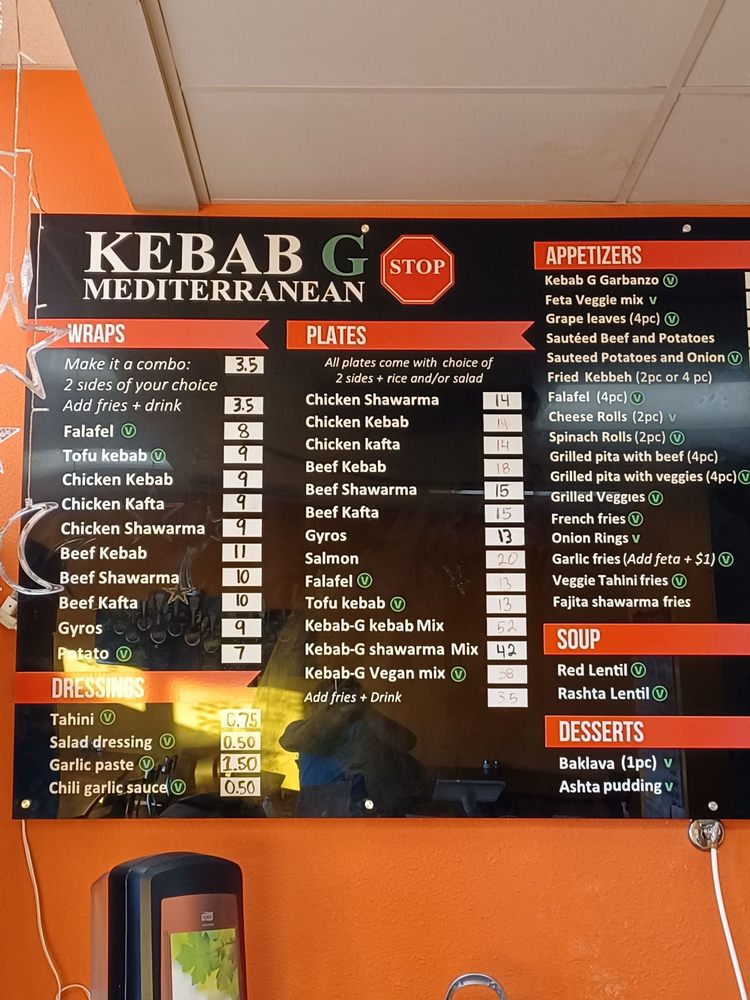 KEBAB G STOP
MEDITERRANEAN
WRAPS
Make it a combo: 3.5
2 sides of your choice
Add fries + drink 3.5
Falafel V 8
Tofu kebab V 9
Chicken Kebab 9
Chicken Kafta 9
Chicken Shawarma 9
Beef Kebab 11
Beef Shawarma 10
Beef Kafta 10
Gyros 9
Potato V 7
DRESSINGS
Tahini V 0.75
Salad dressing V 0.50
Garlic paste V 1.50
Chili garlic sauce V 0.50
PLATES
All plates come with choice of
2 sides + rice and/or salad
Chicken Shawarma 14
Chicken Kebab 14
Chicken kafta 14
Beef Kebab 18
Beef Shawarma 15
Beef Kafta 15
Gyros 13
Salmon 20
Falafel V 13
Tofu kebab V 13
Kebab-G kebab Mix 52
Kebab-G shawarma Mix 42
Kebab-G Vegan mix V 38
Add fries + Drink 3.5
APPETIZERS
Kebab G Garbanzo V
Feta Veggie mix v
Grape leaves (4pc) V
Sautéed Beef and Potatoes
Sauteed Potatoes and Onion V
Fried Kebbeh (2pc or 4 pc)
Falafel (4pc) V
Cheese Rolls (2pc) v
Spinach Rolls (2pc) V
Grilled pita with beef (4pc)
Grilled pita with veggies (4pc) V
Grilled Veggies V
French fries V
Onion Rings v
Garlic fries (Add feta + $1) V
Veggie Tahini fries V
Fajita shawarma fries
SOUP
Red Lentil V
Rashta Lentil V
DESSERTS
Baklava (1pc) v
Ashta pudding v